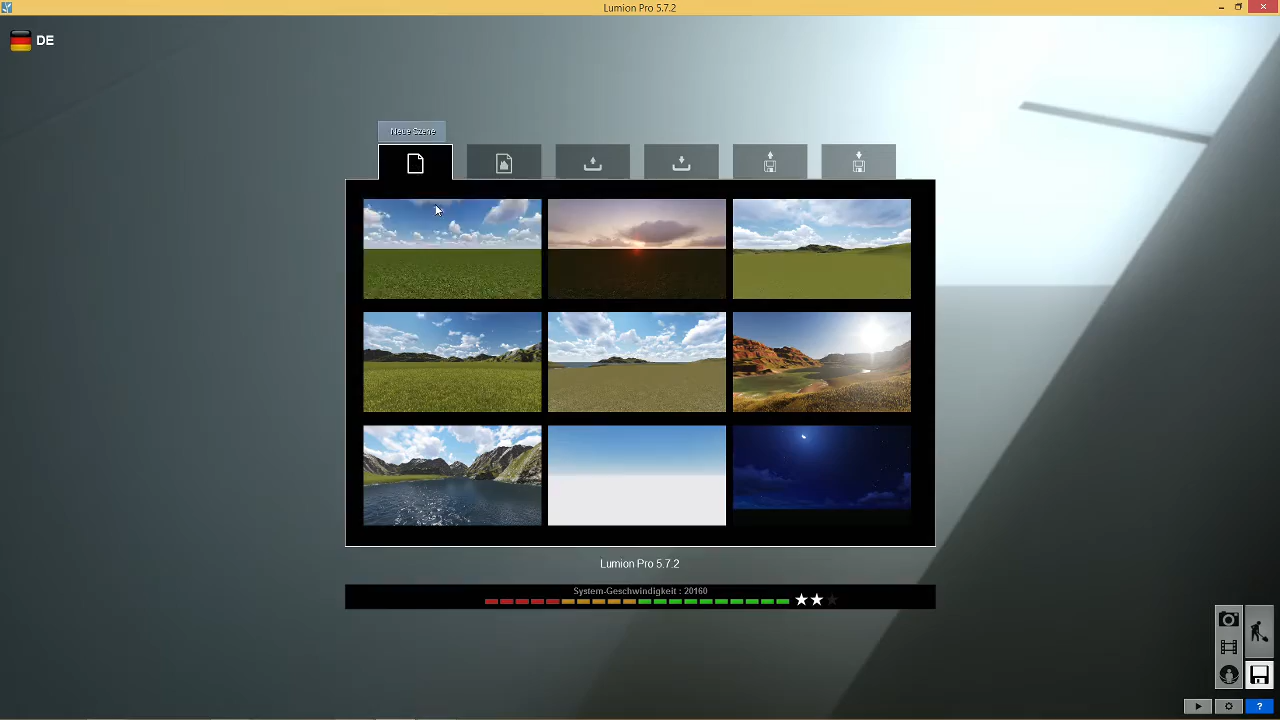 Lumion Pro 5.7.2
DE
Neue Szene
Lumion Pro 5.7.2
System-Geschwindigkeit : 20160
?